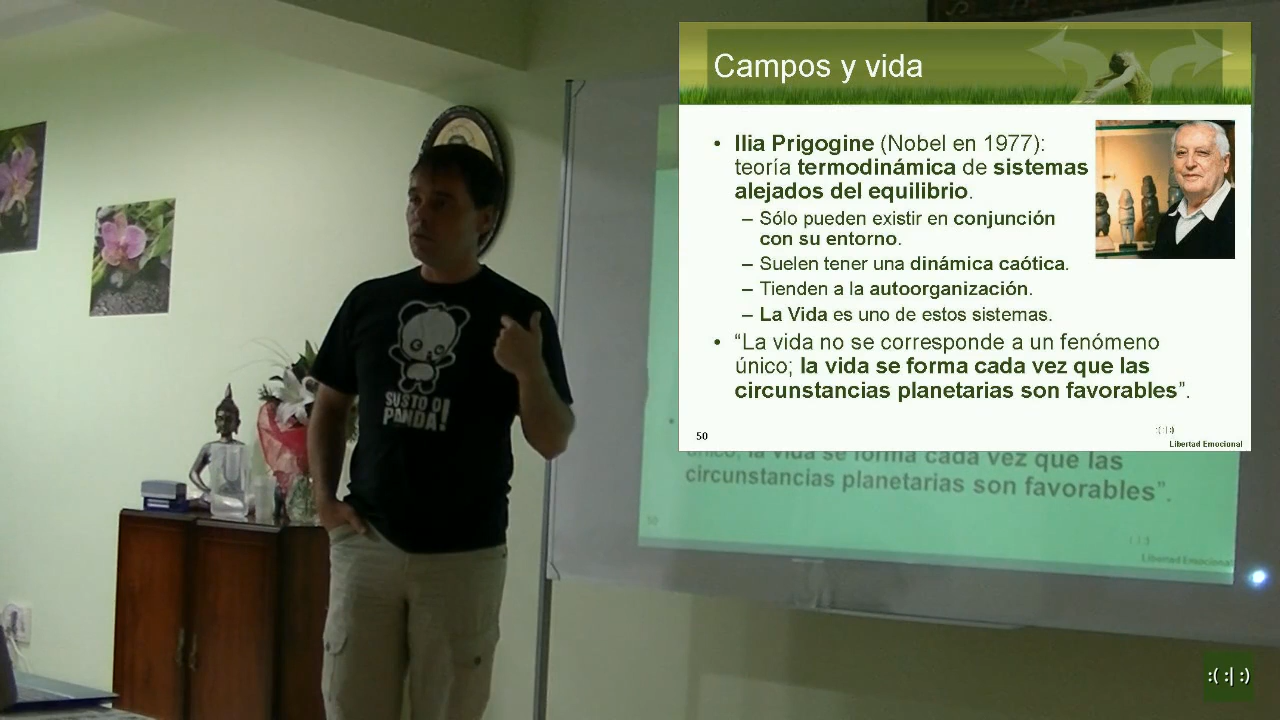 Campos y vida
• Ilia Prigogine (Nobel en 1977):
teoría termodinámica de sistemas
alejados del equilibrio.
– Sólo pueden existir en conjunción
con su entorno.
– Suelen tener una dinámica caótica.
– Tienden a la autoorganización.
– La Vida es uno de estos sistemas.
• “La vida no se corresponde a un fenómeno
único; la vida se forma cada vez que las
circunstancias planetarias son favorables”.
50
:(:|:)
Libertad Emocional
único; la vida se forma cada vez que las
circunstancias planetarias son favorables”.
50
Libertad Emocional
SUSTO O
PANDA!
:( :| :)